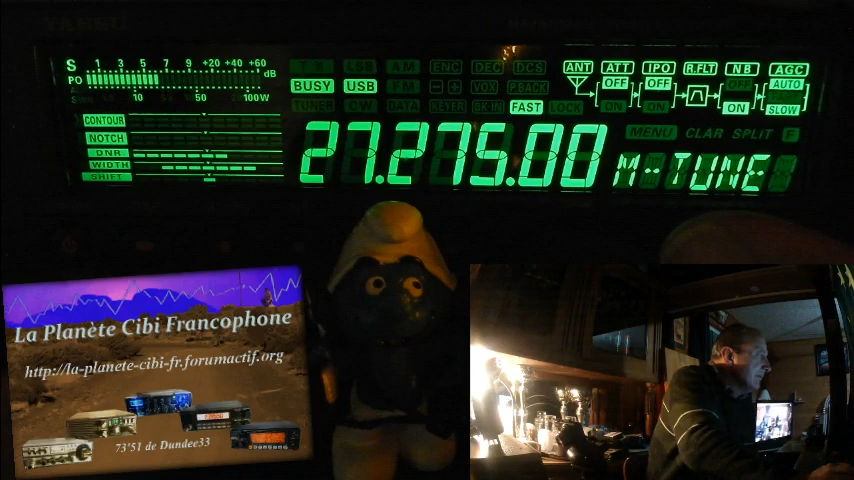 S 1 3 5 7 9 +20 +40 +60 dB
PO
10 50 100W
T X LSB AM ENC DEC DCS
BUSY USB FM VOX P.BACK
TUNER CW DATA KEYER BK-IN FAST LOCK
ANT ATT IPO R.FLT NB AGC
OFF OFF AUTO
ON ON ON SLOW
CONTOUR
NOTCH
DNR
WIDTH
SHIFT
27.275.00
MENU CLAR SPLIT F
M-TUNE
La Planète Cibi Francophone
http://la-planete-cibi-fr.forumactif.org
73'51 de Dundee33